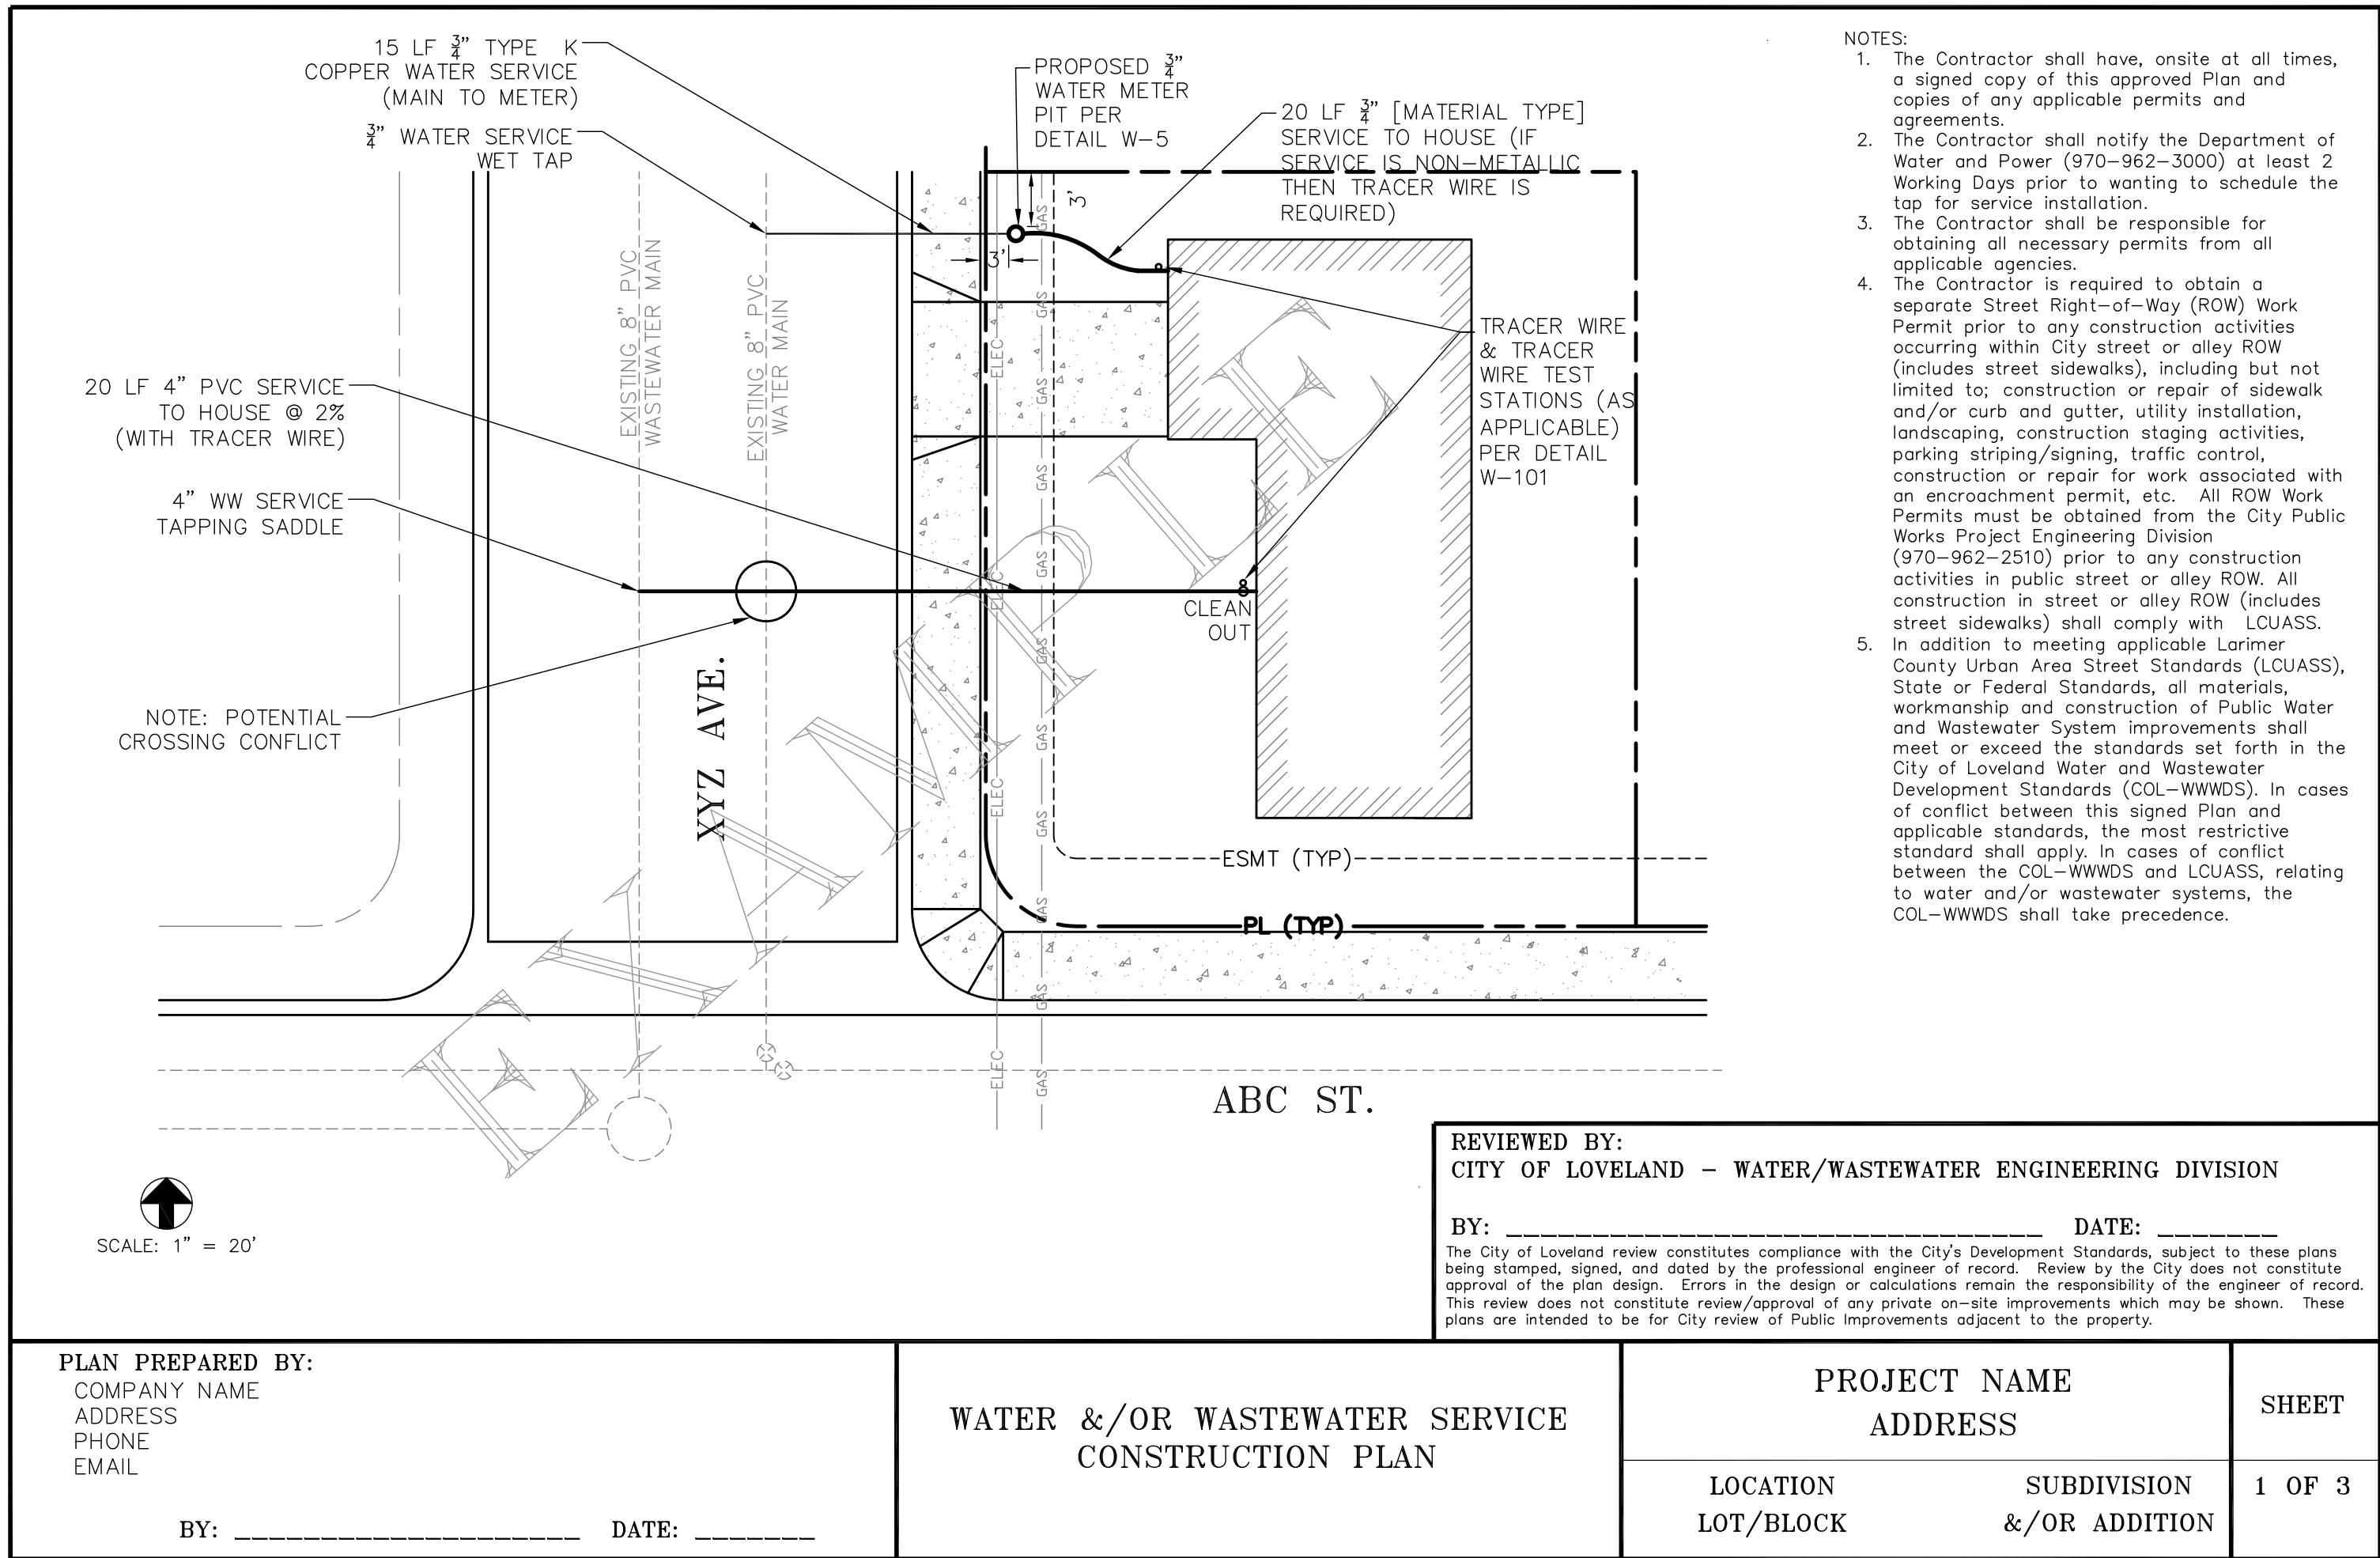 15 LF 3/4" TYPE K
COPPER WATER SERVICE
(MAIN TO METER)
3/4" WATER SERVICE
WET TAP
PROPOSED 3/4"
WATER METER
PIT PER
DETAIL W-5
20 LF 3/4" [MATERIAL TYPE]
SERVICE TO HOUSE (IF
SERVICE IS NON-METALLIC
THEN TRACER WIRE IS
REQUIRED)
3'
3'
EXISTING 8" PVC
WASTEWATER MAIN
EXISTING 8" PVC
WATER MAIN
20 LF 4" PVC SERVICE
TO HOUSE @ 2%
(WITH TRACER WIRE)
4" WW SERVICE
TAPPING SADDLE
NOTE: POTENTIAL
CROSSING CONFLICT
TRACER WIRE
& TRACER
WIRE TEST
STATIONS (AS
APPLICABLE)
PER DETAIL
W-101
CLEAN
OUT
XYZ AVE.
ELEC
ELEC
ELEC
ELEC
GAS
GAS
GAS
GAS
GAS
GAS
GAS
GAS
GAS
GAS
GAS
ESMT (TYP)
PL (TYP)
ABC ST.
EXAMPLE
SCALE: 1" = 20'
NOTES:
1. The Contractor shall have, onsite at all times,
a signed copy of this approved Plan and
copies of any applicable permits and
agreements.
2. The Contractor shall notify the Department of
Water and Power (970-962-3000) at least 2
Working Days prior to wanting to schedule the
tap for service installation.
3. The Contractor shall be responsible for
obtaining all necessary permits from all
applicable agencies.
4. The Contractor is required to obtain a
separate Street Right-of-Way (ROW) Work
Permit prior to any construction activities
occurring within City street or alley ROW
(includes street sidewalks), including but not
limited to; construction or repair of sidewalk
and/or curb and gutter, utility installation,
landscaping, construction staging activities,
parking striping/signing, traffic control,
construction or repair for work associated with
an encroachment permit, etc. All ROW Work
Permits must be obtained from the City Public
Works Project Engineering Division
(970-962-2510) prior to any construction
activities in public street or alley ROW. All
construction in street or alley ROW (includes
street sidewalks) shall comply with LCUASS.
5. In addition to meeting applicable Larimer
County Urban Area Street Standards (LCUASS),
State or Federal Standards, all materials,
workmanship and construction of Public Water
and Wastewater System improvements shall
meet or exceed the standards set forth in the
City of Loveland Water and Wastewater
Development Standards (COL-WWWDS). In cases
of conflict between this signed Plan and
applicable standards, the most restrictive
standard shall apply. In cases of conflict
between the COL-WWWDS and LCUASS, relating
to water and/or wastewater systems, the
COL-WWWDS shall take precedence.
REVIEWED BY:
CITY OF LOVELAND - WATER/WASTEWATER ENGINEERING DIVISION
BY: _______________________________ DATE: _______
The City of Loveland review constitutes compliance with the City's Development Standards, subject to these plans
being stamped, signed, and dated by the professional engineer of record. Review by the City does not constitute
approval of the plan design. Errors in the design or calculations remain the responsibility of the engineer of record.
This review does not constitute review/approval of any private on-site improvements which may be shown. These
plans are intended to be for City review of Public Improvements adjacent to the property.
PLAN PREPARED BY:
COMPANY NAME
ADDRESS
PHONE
EMAIL
BY: ____________________ DATE: _______
WATER &/OR WASTEWATER SERVICE
CONSTRUCTION PLAN
PROJECT NAME
ADDRESS
LOCATION
LOT/BLOCK
SUBDIVISION
&/OR ADDITION
SHEET
1 OF 3